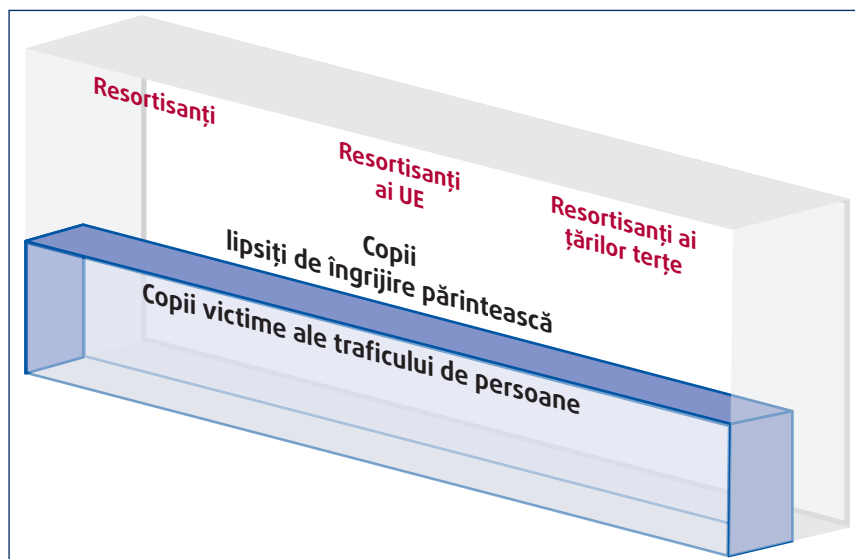 Resortisanți
Resortisanți
ai UE
Resortisanți ai
țărilor terțe
Copii
lipsiți de îngrijire părintească
Copii victime ale traficului de persoane